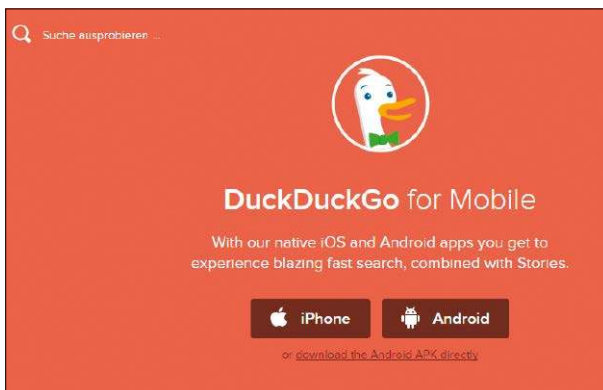 Suche ausprobieren ...
DuckDuckGo for Mobile
With our native iOS and Android apps you get to
experience blazing fast search, combined with Stories.
iPhone Android
or download the Android APK directly